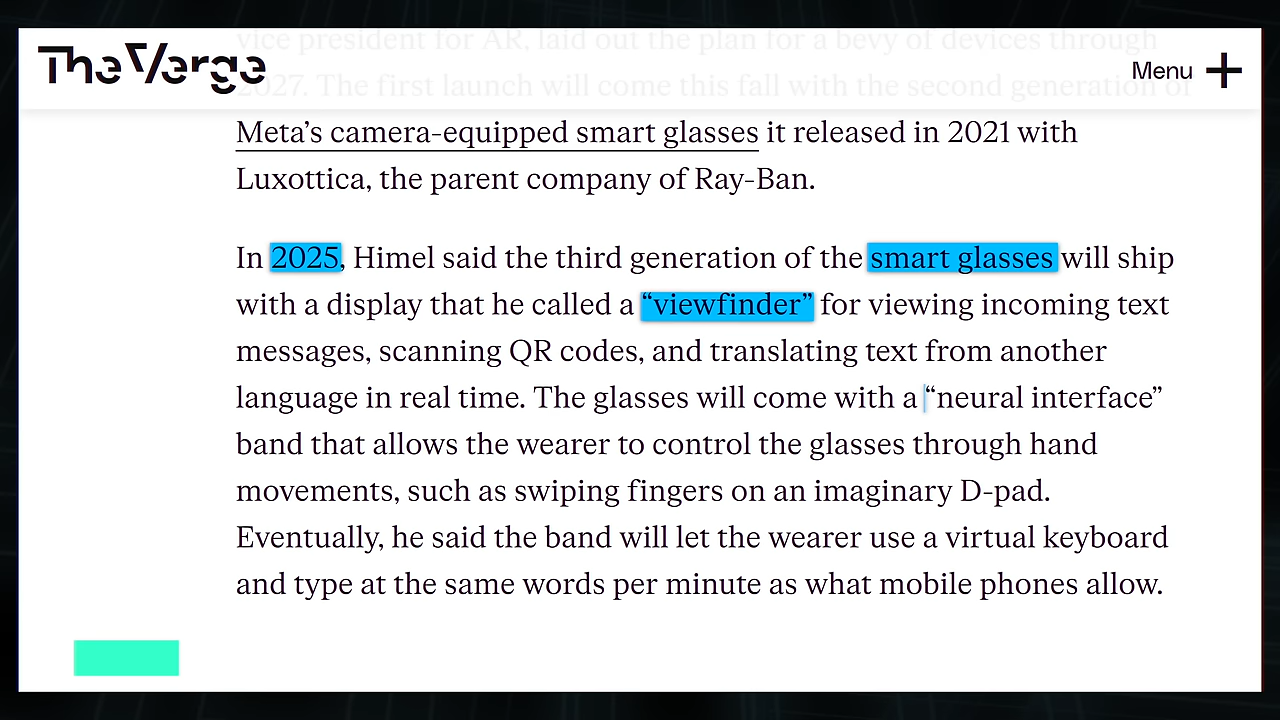 The Verge
Menu
vice president for AR, laid out the plan for a bevy of devices through
2027. The first launch will come this fall with the second generation of
Meta’s camera-equipped smart glasses it released in 2021 with
Luxottica, the parent company of Ray-Ban.
In 2025, Himel said the third generation of the smart glasses will ship
with a display that he called a “viewfinder” for viewing incoming text
messages, scanning QR codes, and translating text from another
language in real time. The glasses will come with a “neural interface”
band that allows the wearer to control the glasses through hand
movements, such as swiping fingers on an imaginary D-pad.
Eventually, he said the band will let the wearer use a virtual keyboard
and type at the same words per minute as what mobile phones allow.